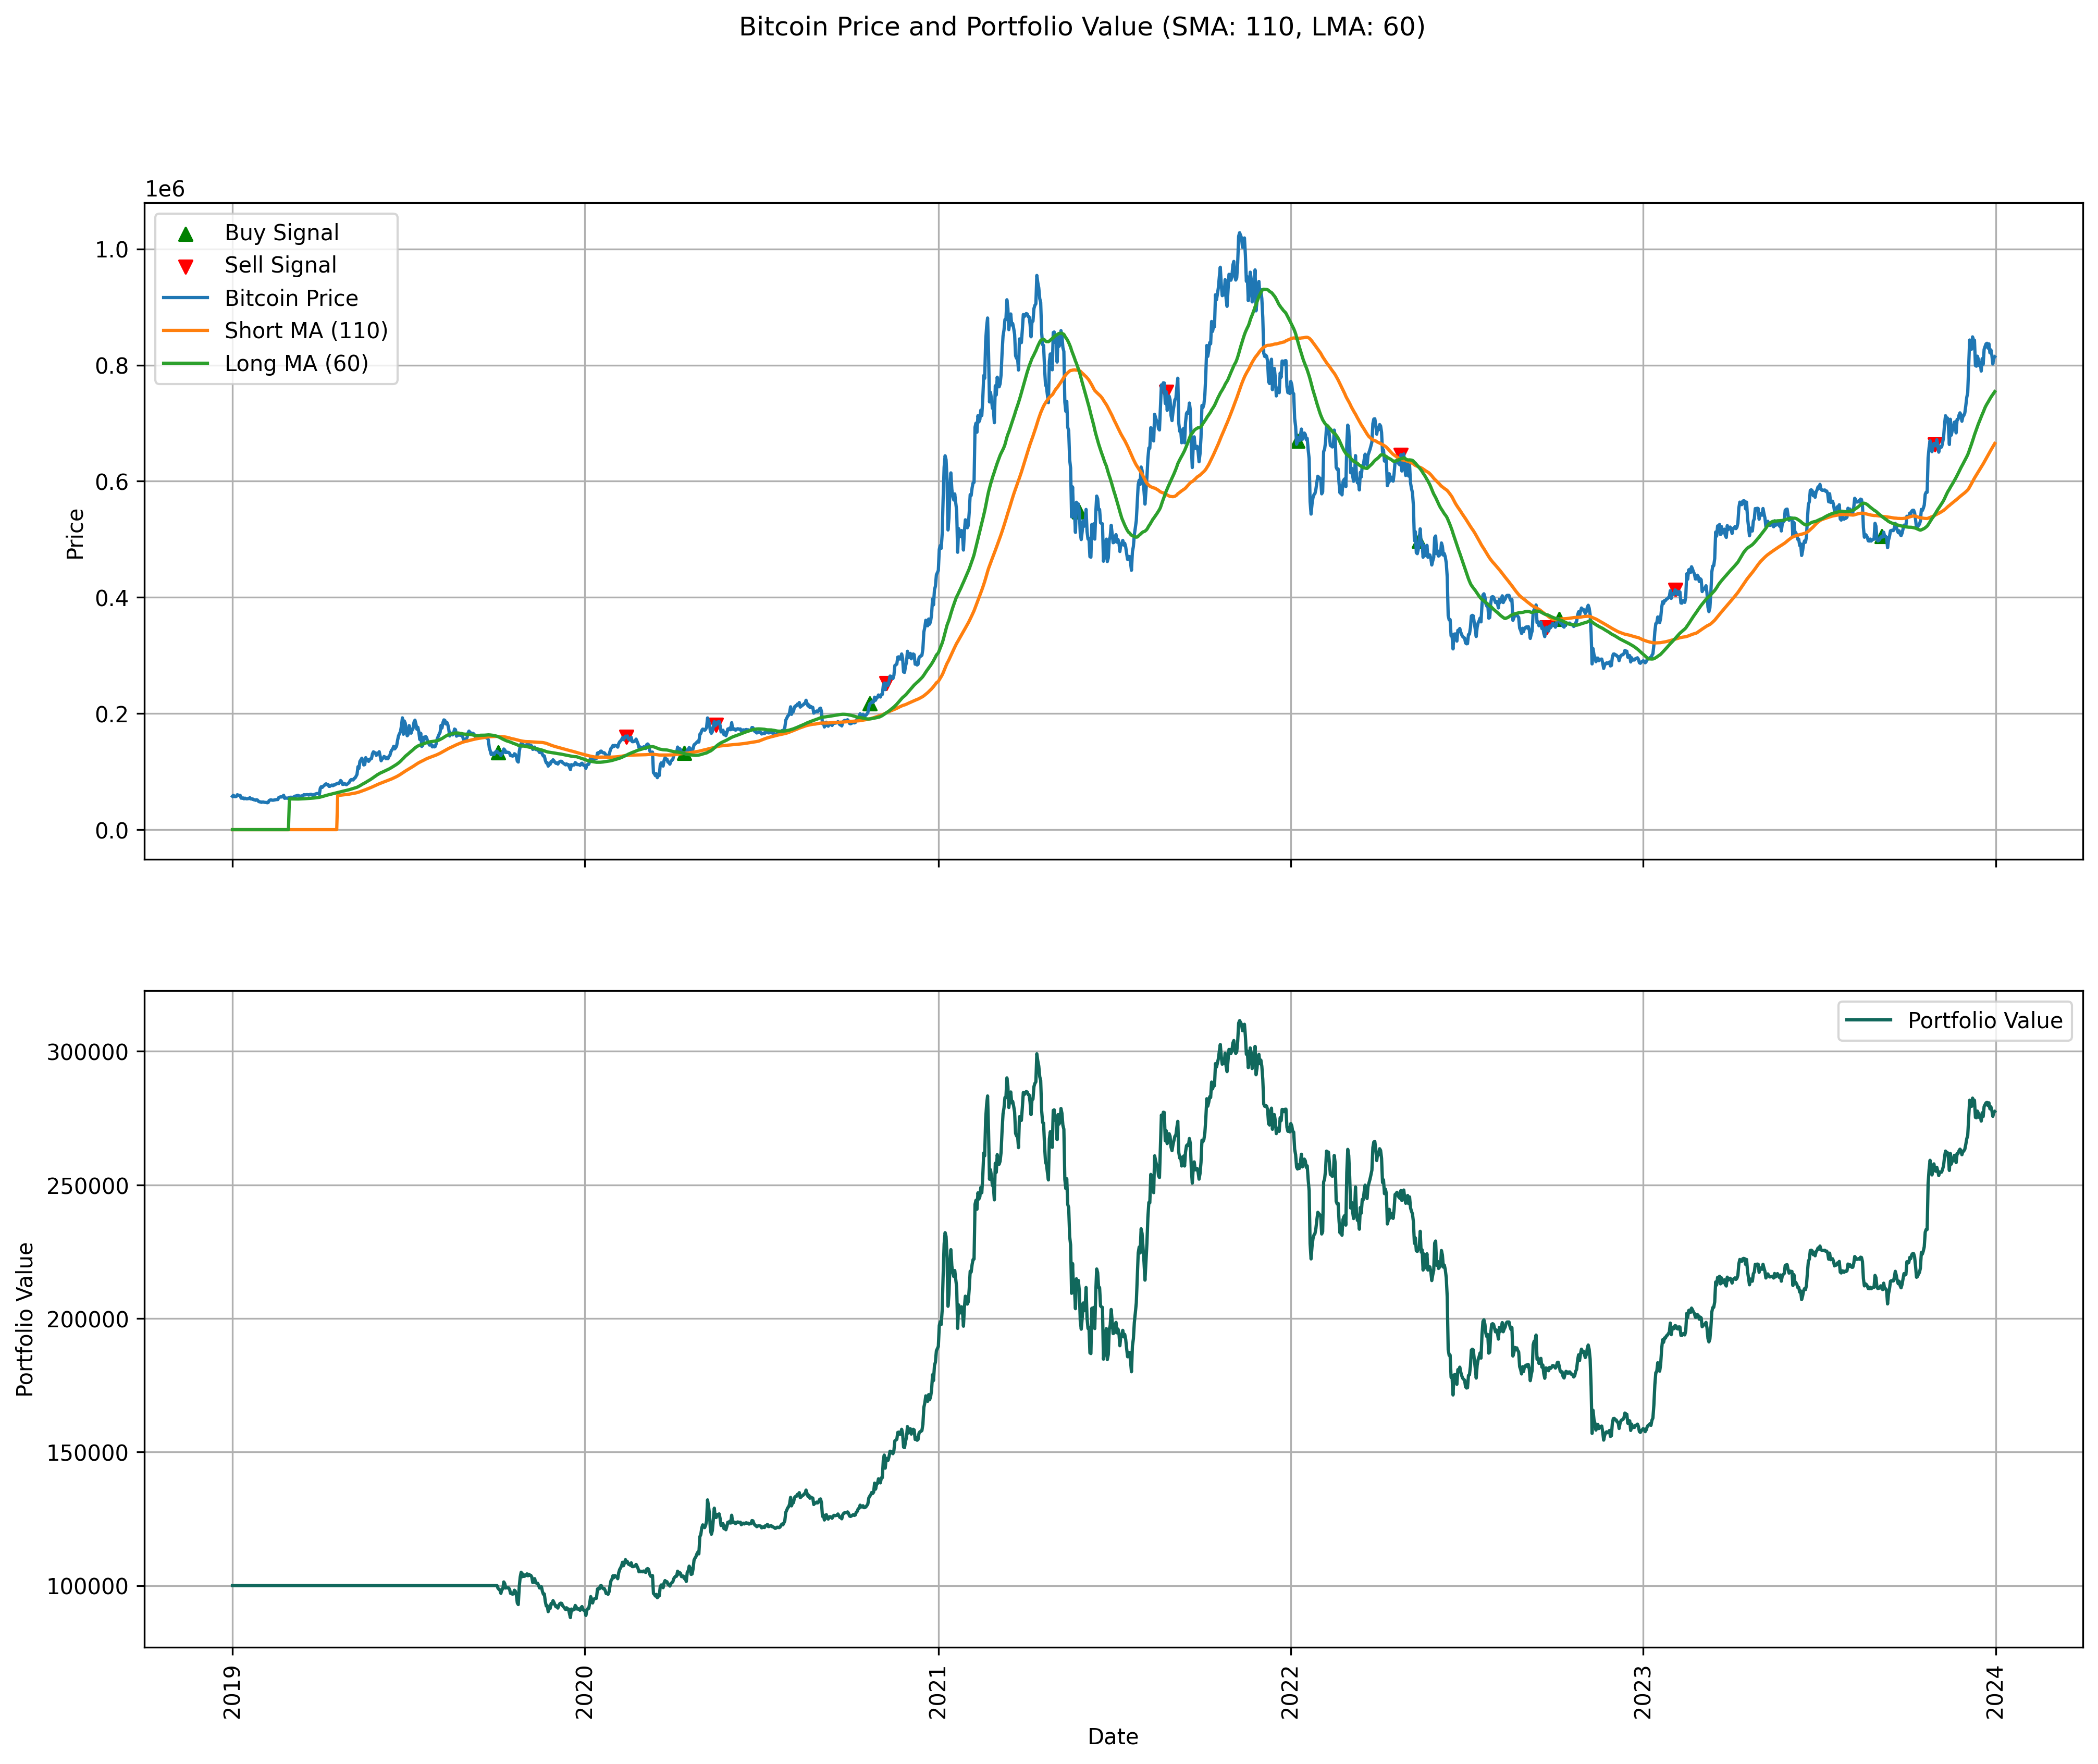 Bitcoin Price and Portfolio Value (SMA: 110, LMA: 60)
1e6
Buy Signal
Sell Signal
Bitcoin Price
Short MA (110)
Long MA (60)
1.0
0.8
0.6
0.4
0.2
0.0
Price
Portfolio Value
300000
250000
200000
150000
100000
Portfolio Value
2019
2020
2021
2022
2023
2024
Date